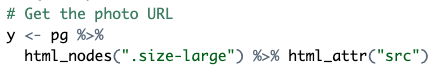 # Get the photo URL
y <- pg %>%
  html_nodes(".size-large") %>% html_attr("src")